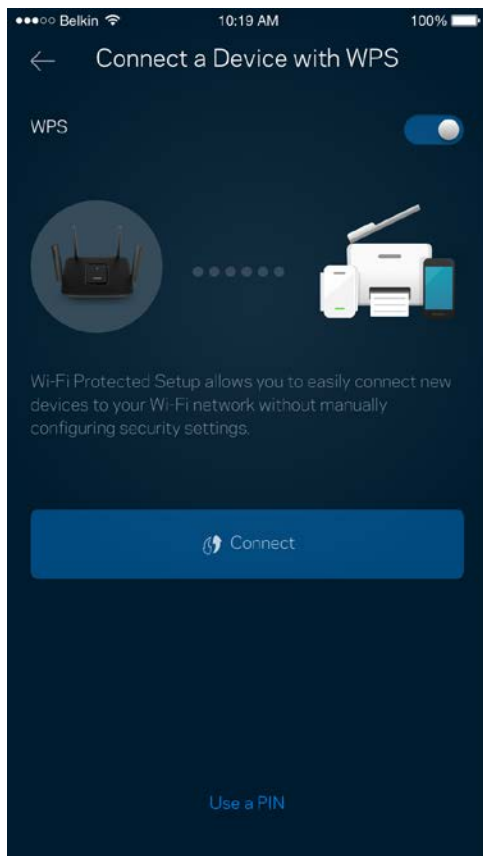 Belkin 10:19 AM 100%
Connect a Device with WPS
WPS
Wi-Fi Protected Setup allows you to easily connect new
devices to your Wi-Fi network without manually
configuring security settings.
Connect
Use a PIN